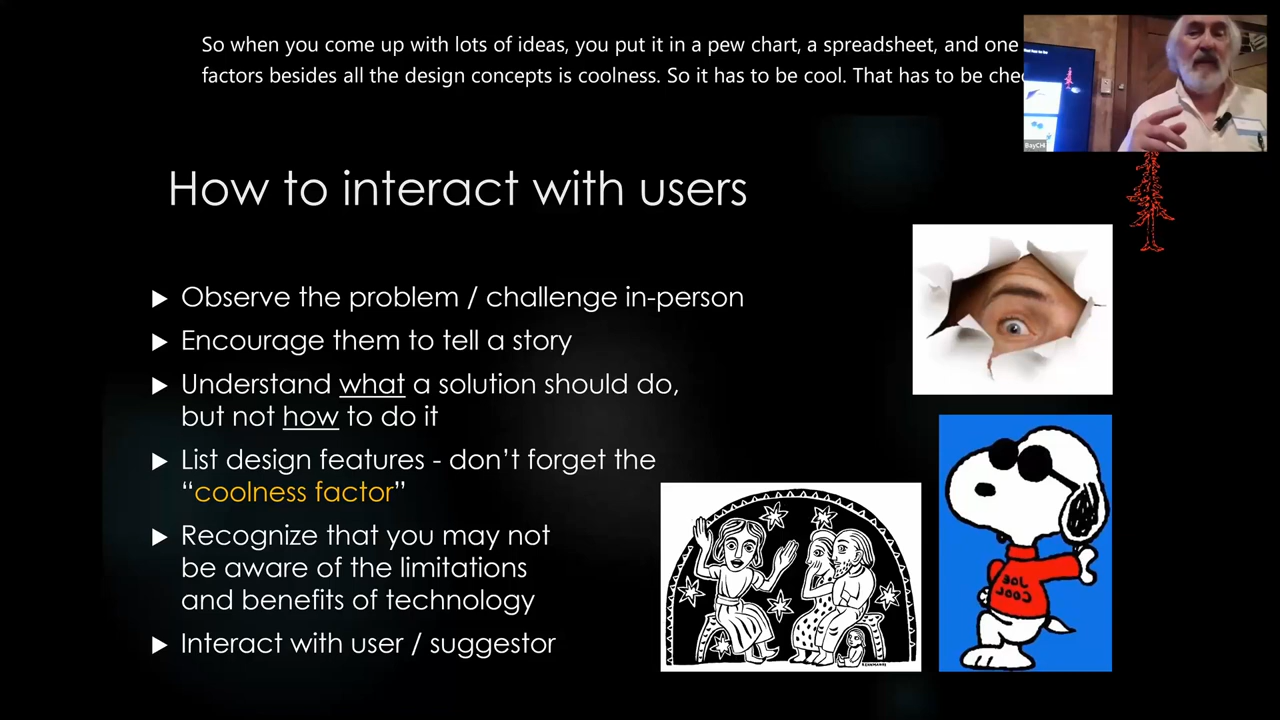 So when you come up with lots of ideas, you put it in a pew chart, a spreadsheet, and one
factors besides all the design concepts is coolness. So it has to be cool. That has to be
BayCHI
How to interact with users
▶ Observe the problem / challenge in-person
▶ Encourage them to tell a story
▶ Understand what a solution should do,
but not how to do it
▶ List design features - don’t forget the
“coolness factor”
▶ Recognize that you may not
be aware of the limitations
and benefits of technology
▶ Interact with user / suggestor
JOE
COOL